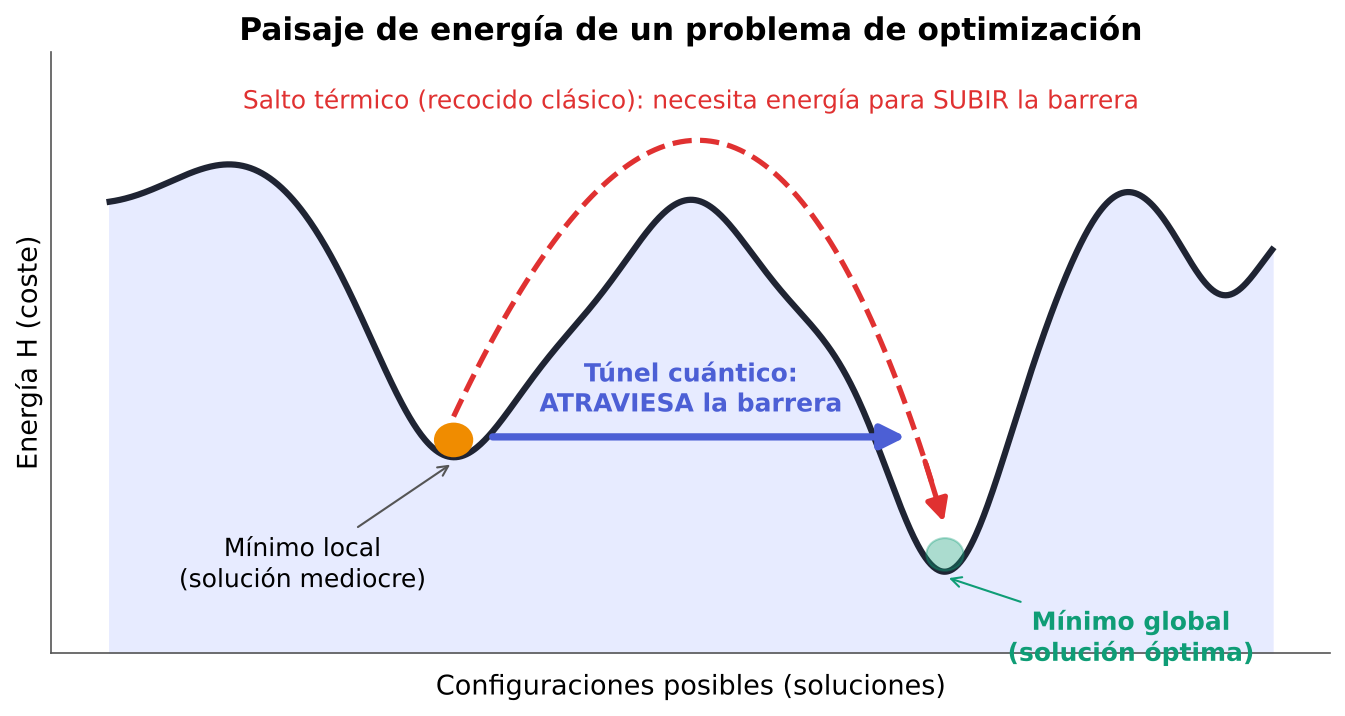 Paisaje de energía de un problema de optimización
Salto térmico (recocido clásico): necesita energía para SUBIR la barrera
Energía H (coste)
Túnel cuántico:
ATRAVIESA la barrera
Mínimo local
(solución mediocre)
Mínimo global
(solución óptima)
Configuraciones posibles (soluciones)